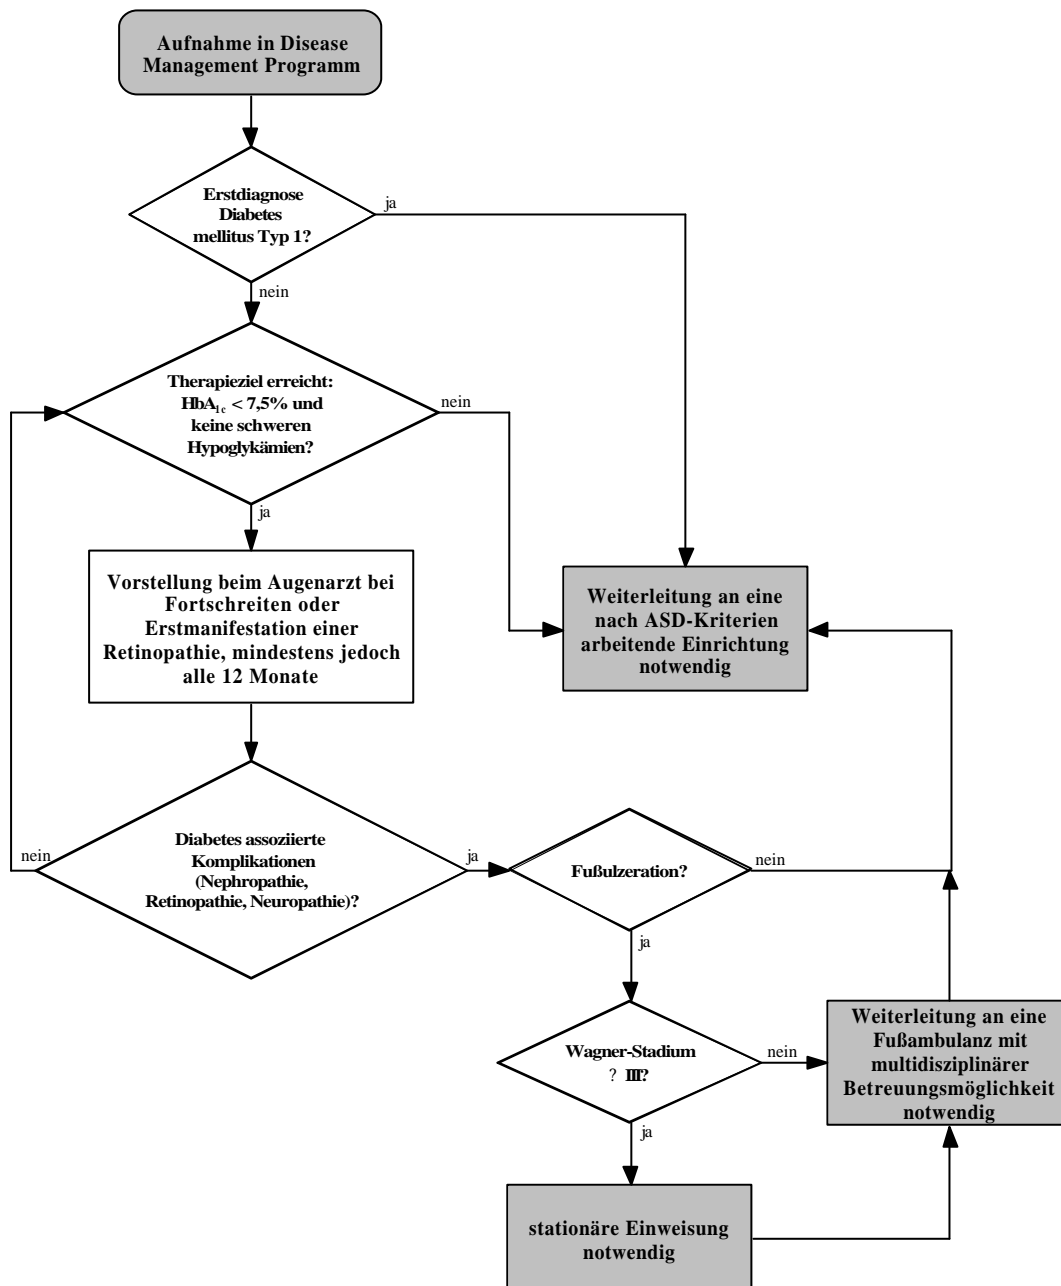 Aufnahme in Disease
Management Programm
Erstdiagnose
Diabetes
mellitus Typ 1?
ja
nein
Therapieziel erreicht:
HbA1c < 7,5% und
keine schweren
Hypoglykämien?
nein
ja
Vorstellung beim Augenarzt bei
Fortschreiten oder
Erstmanifestation einer
Retinopathie, mindestens jedoch
alle 12 Monate
Weiterleitung an eine
nach ASD-Kriterien
arbeitende Einrichtung
notwendig
nein
Diabetes assoziierte
Komplikationen
(Nephropathie,
Retinopathie, Neuropathie)?
ja
Fußulzeration?
nein
ja
Wagner-Stadium
? III?
nein
ja
Weiterleitung an eine
Fußambulanz mit
multidisziplinärer
Betreuungsmöglichkeit
notwendig
stationäre Einweisung
notwendig